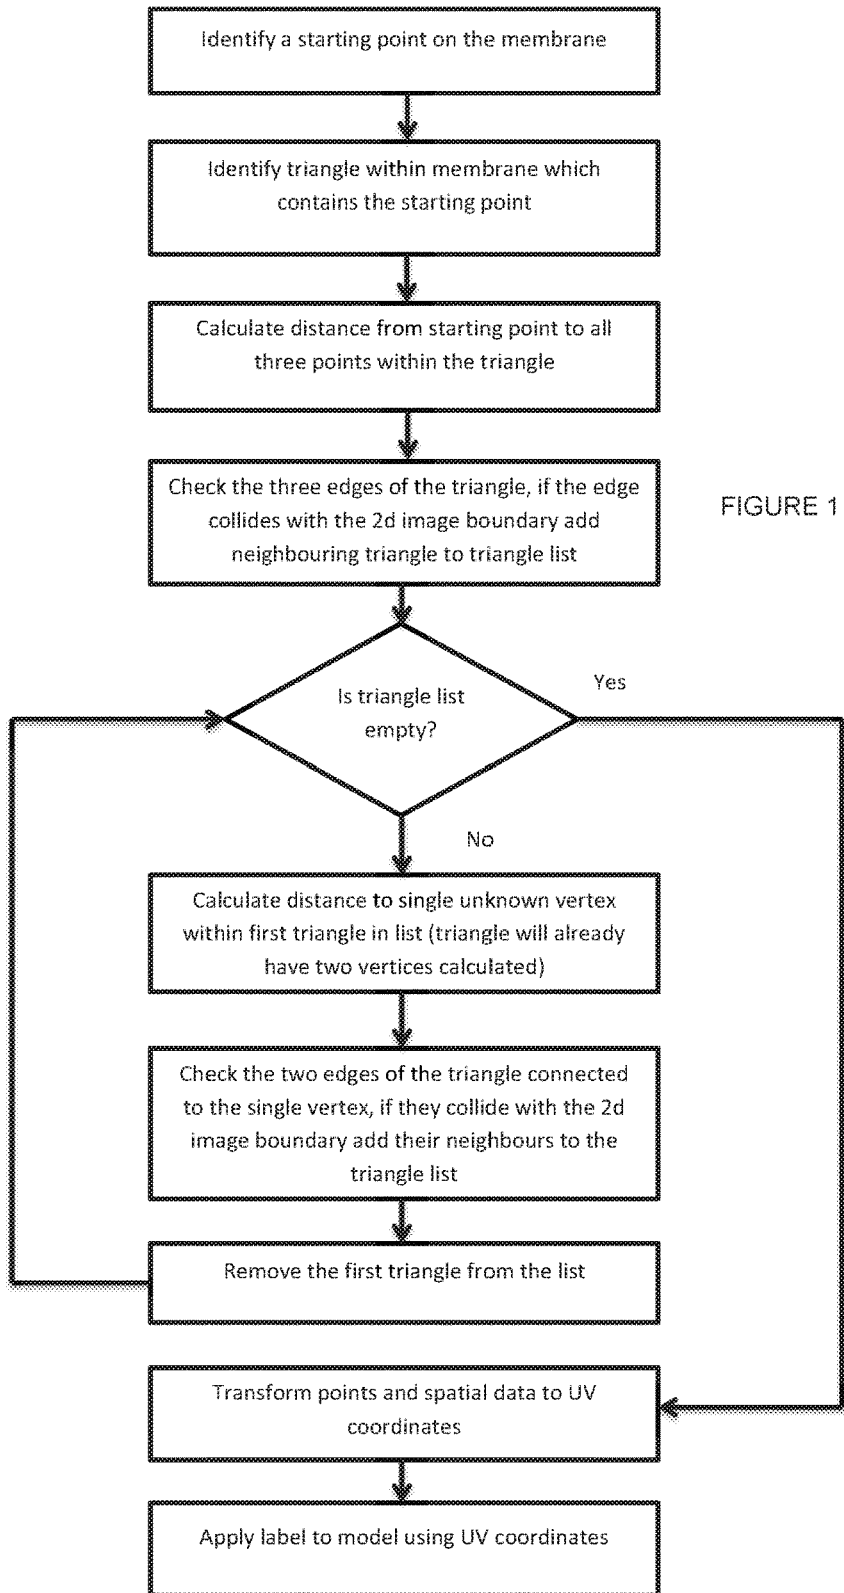 Identify a starting point on the membrane
Identify triangle within membrane which
contains the starting point
Calculate distance from starting point to all
three points within the triangle
Check the three edges of the triangle, if the edge
collides with the 2d image boundary add
neighbouring triangle to triangle list
FIGURE 1
Is triangle list
empty?
Yes
No
Calculate distance to single unknown vertex
within first triangle in list (triangle will already
have two vertices calculated)
Check the two edges of the triangle connected
to the single vertex, if they collide with the 2d
image boundary add their neighbours to the
triangle list
Remove the first triangle from the list
Transform points and spatial data to UV
coordinates
Apply label to model using UV coordinates